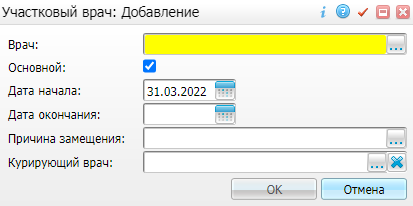 Участковый врач: Добавление
Врач:
Основной:
Дата начала: 31.03.2022
Дата окончания:
Причина замещения:
Курирующий врач:
ОК Отмена